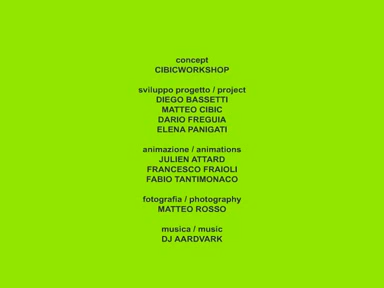 concept
CIBICWORKSHOP
sviluppo progetto / project
DIEGO BASSETTI
MATTEO CIBIC
DARIO FREGUIA
ELENA PANIGATI
animazione / animations
JULIEN ATTARD
FRANCESCO FRAIOLI
FABIO TANTIMONACO
fotografia / photography
MATTEO ROSSO
musica / music
DJ AARDVARK